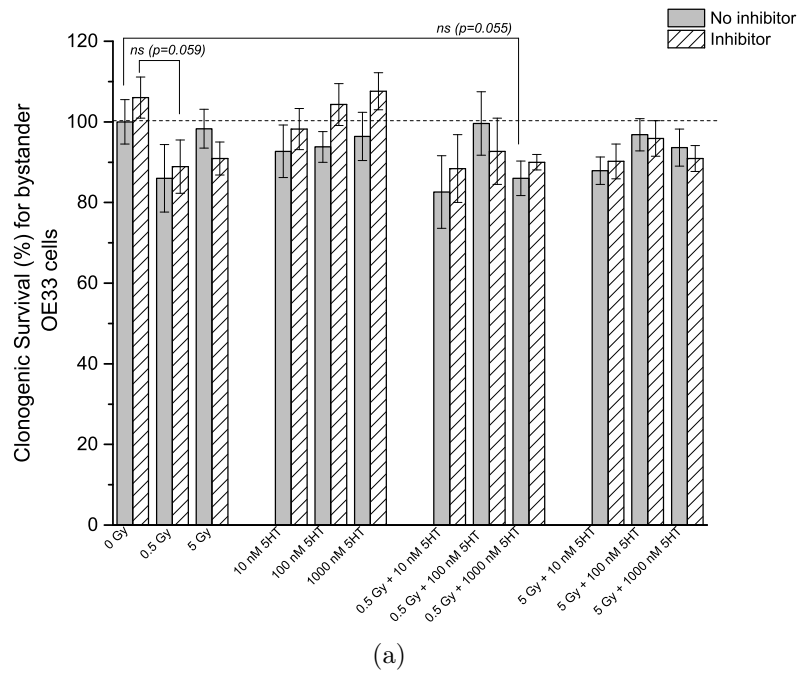 No inhibitor
Inhibitor
ns (p=0.055)
ns (p=0.059)
Clonogenic Survival (%) for bystander
OE33 cells
120
100
80
60
40
20
0
0 Gy
0.5 Gy
5 Gy
10 nM 5HT
100 nM 5HT
1000 nM 5HT
0.5 Gy + 10 nM 5HT
0.5 Gy + 100 nM 5HT
0.5 Gy + 1000 nM 5HT
5 Gy + 10 nM 5HT
5 Gy + 100 nM 5HT
5 Gy + 1000 nM 5HT
(a)